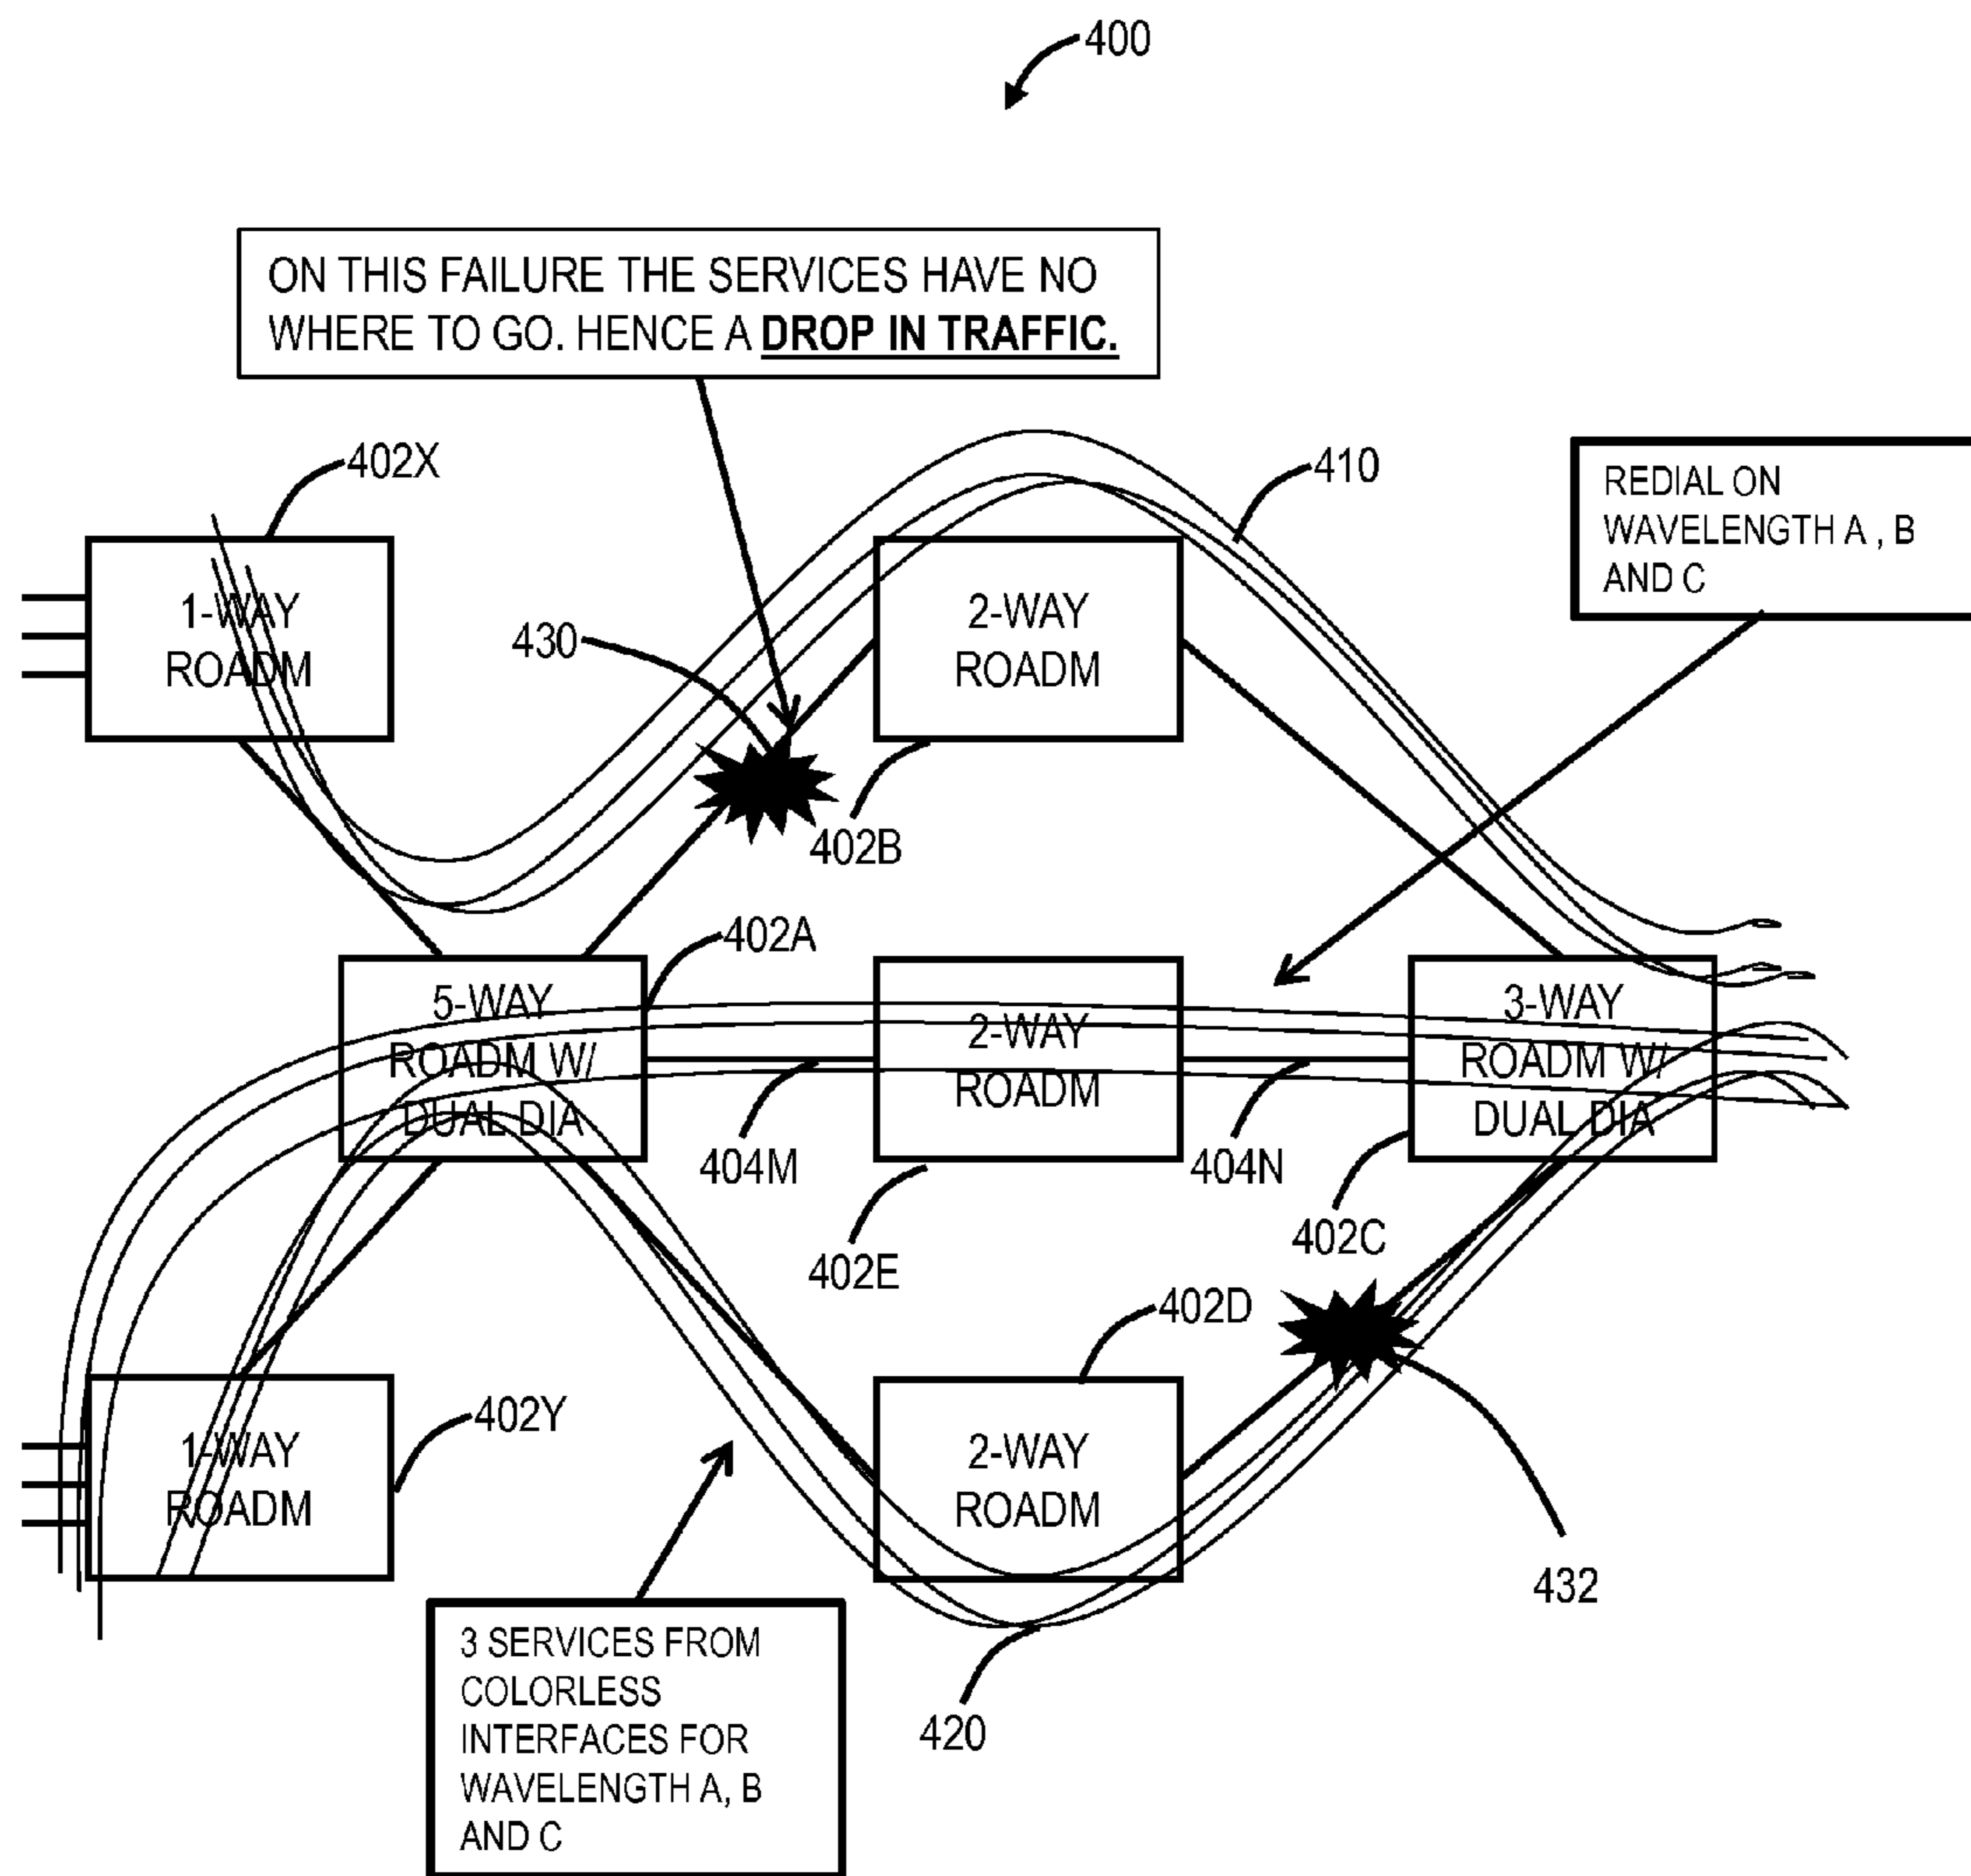 400
ON THIS FAILURE THE SERVICES HAVE NO
WHERE TO GO. HENCE A DROP IN TRAFFIC.
402X
410
REDIAL ON
WAVELENGTH A , B
AND C
1-WAY
ROADM
430
2-WAY
ROADM
402B
402A
5-WAY
ROADM W/
DUAL DIA
2-WAY
ROADM
3-WAY
ROADM W/
DUAL DIA
404M
404N
402E
402C
402D
402Y
1-WAY
ROADM
2-WAY
ROADM
432
3 SERVICES FROM
COLORLESS
INTERFACES FOR
WAVELENGTH A, B
AND C
420